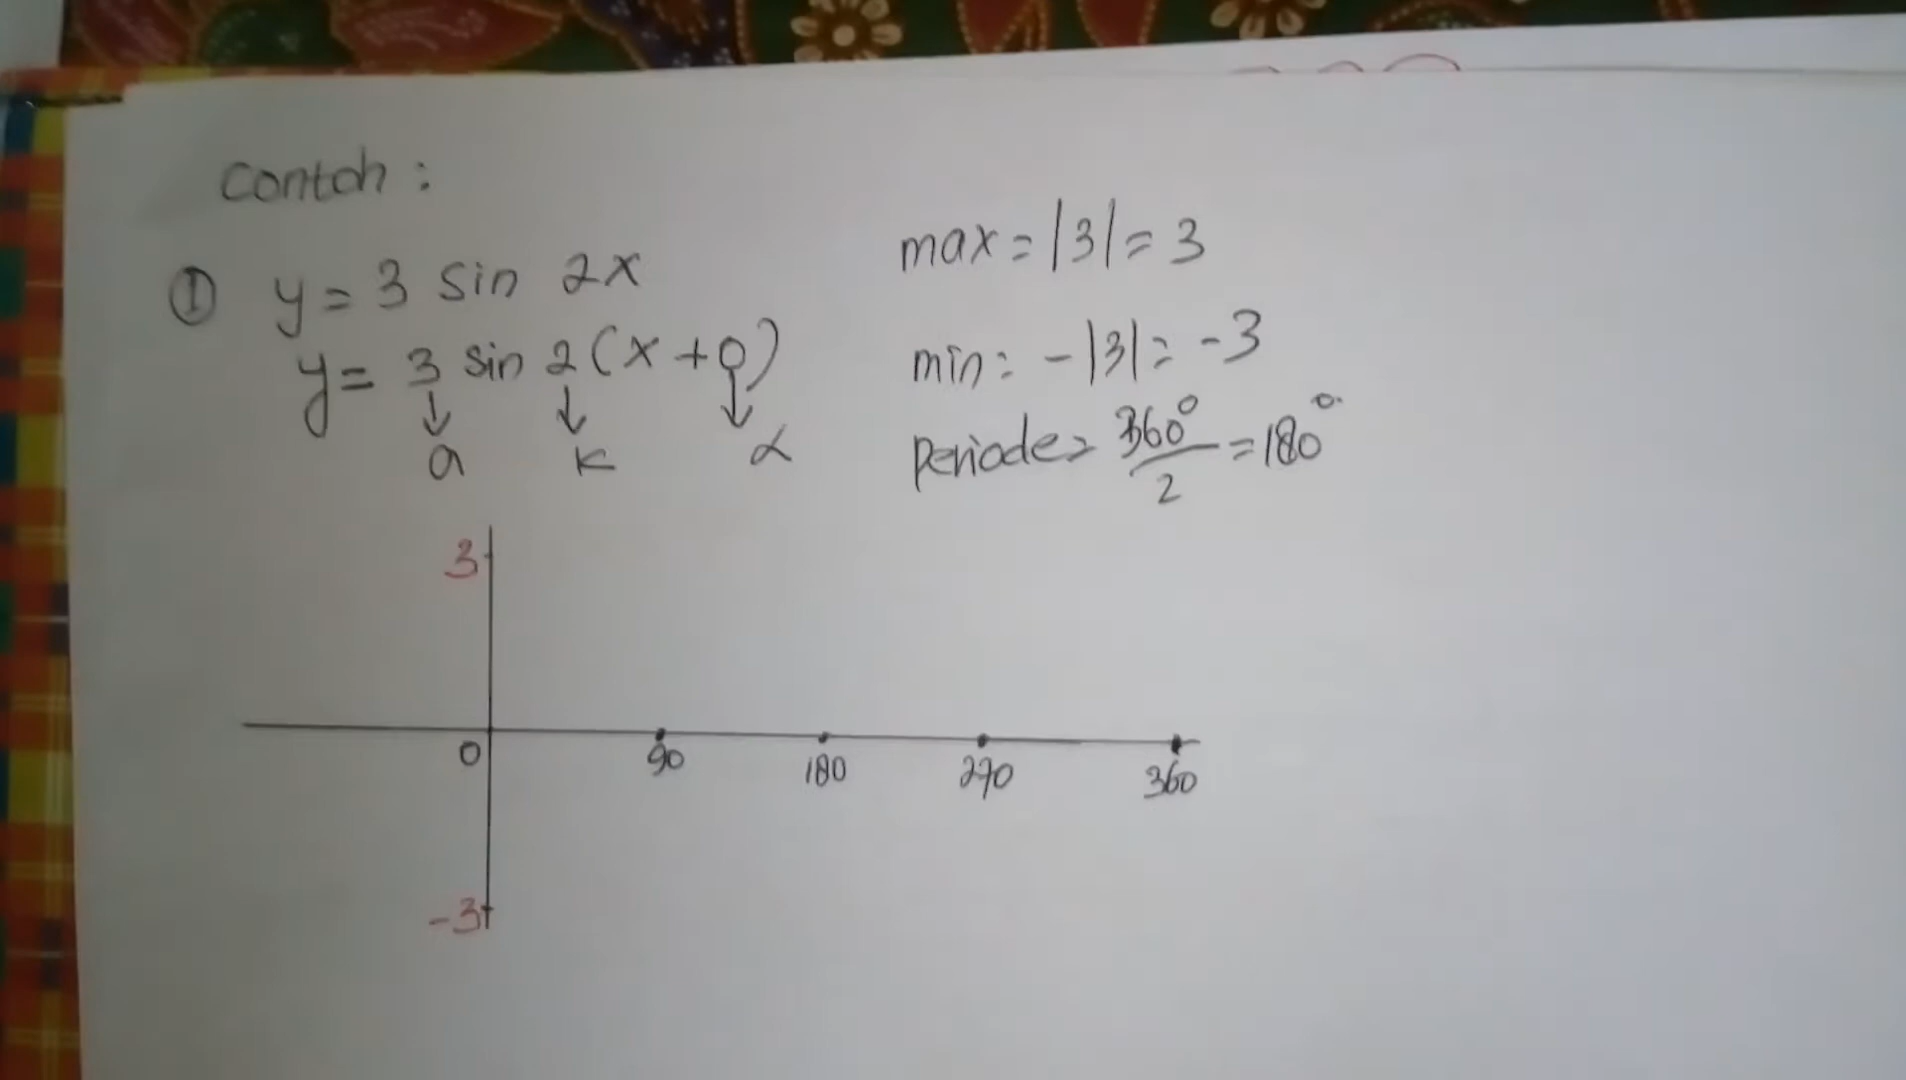 Contoh :
① y = 3 sin 2x
y = 3 sin 2(x + 0)
↓ ↓ ↓
a k α
max = |3| = 3
min = -|3| = -3
Periode = 360°/2 = 180°
3
0 90 180 270 360
-3